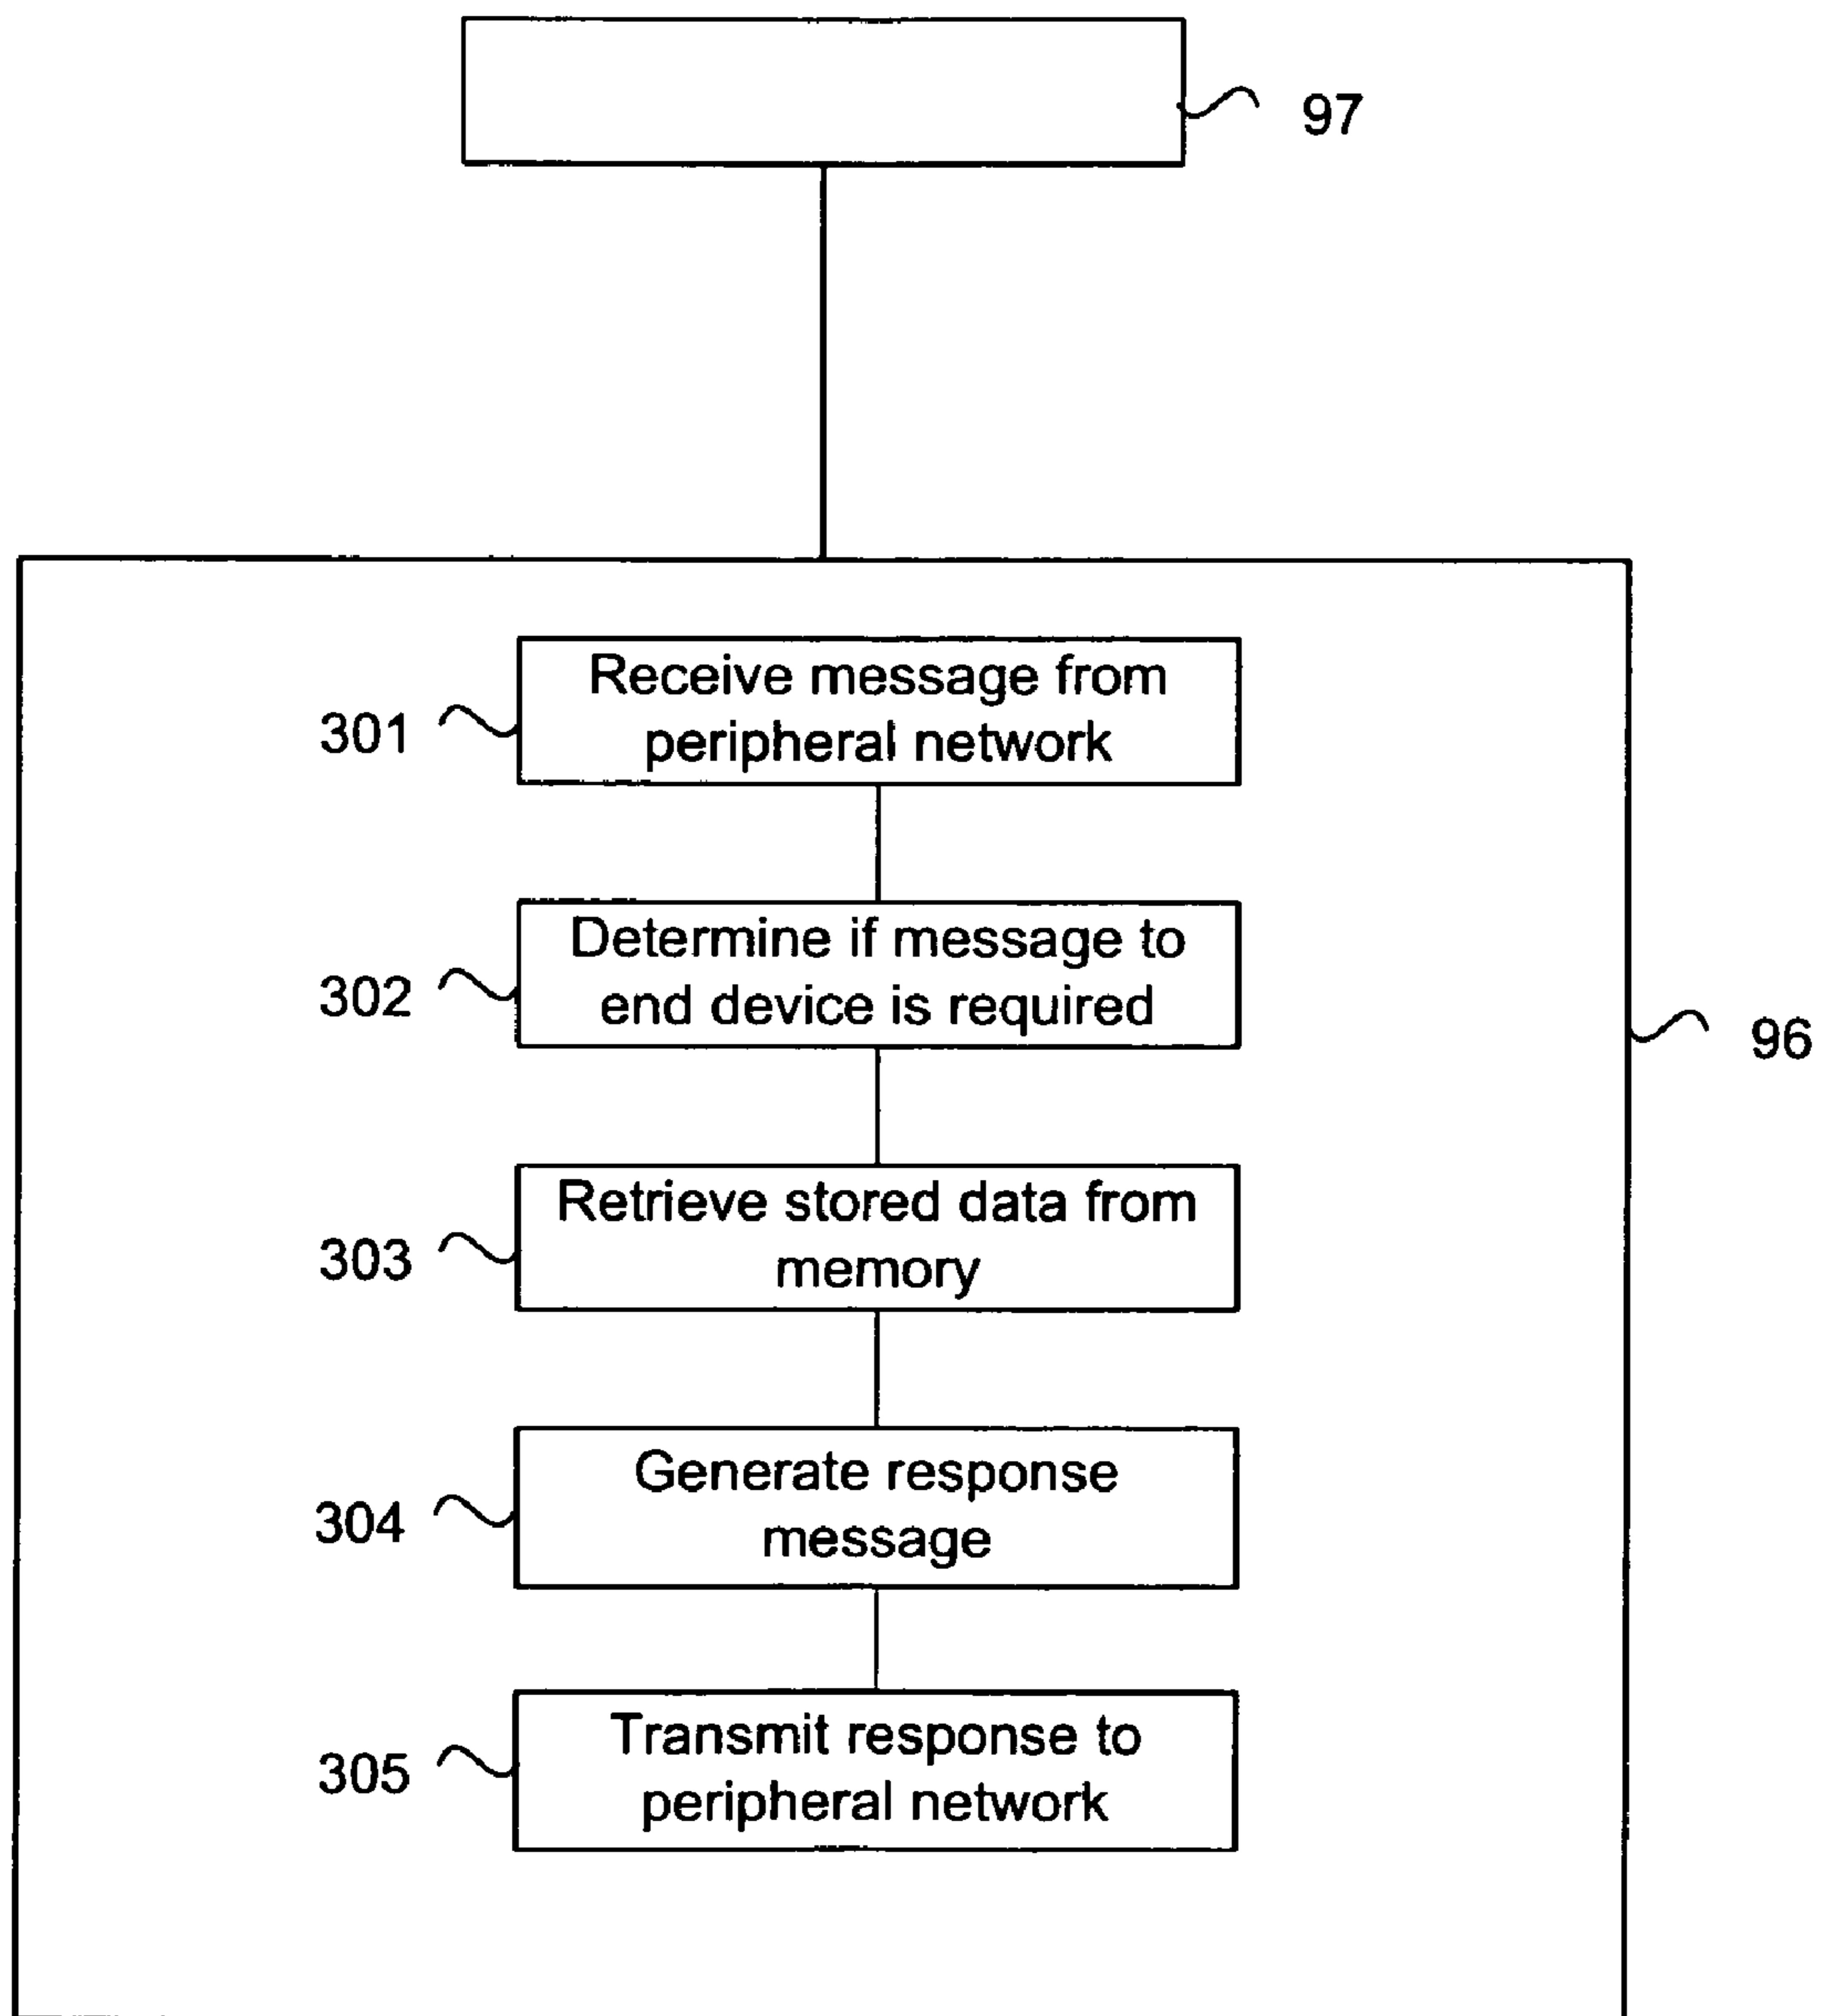 97
Receive message from
peripheral network
301
Determine if message to
end device is required
302
96
Retrieve stored data from
memory
303
Generate response
message
304
Transmit response to
peripheral network
305